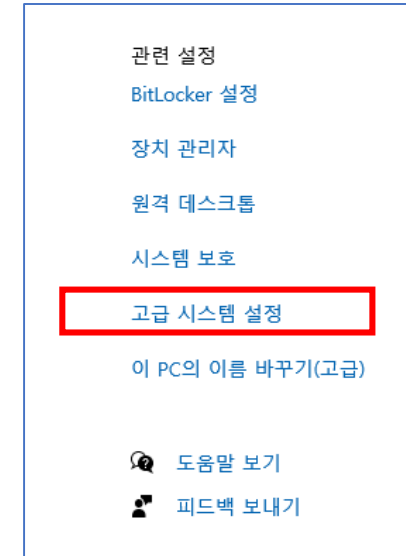 관련 설정
BitLocker 설정
장치 관리자
원격 데스크톱
시스템 보호
고급 시스템 설정
이 PC의 이름 바꾸기(고급)
도움말 보기
피드백 보내기